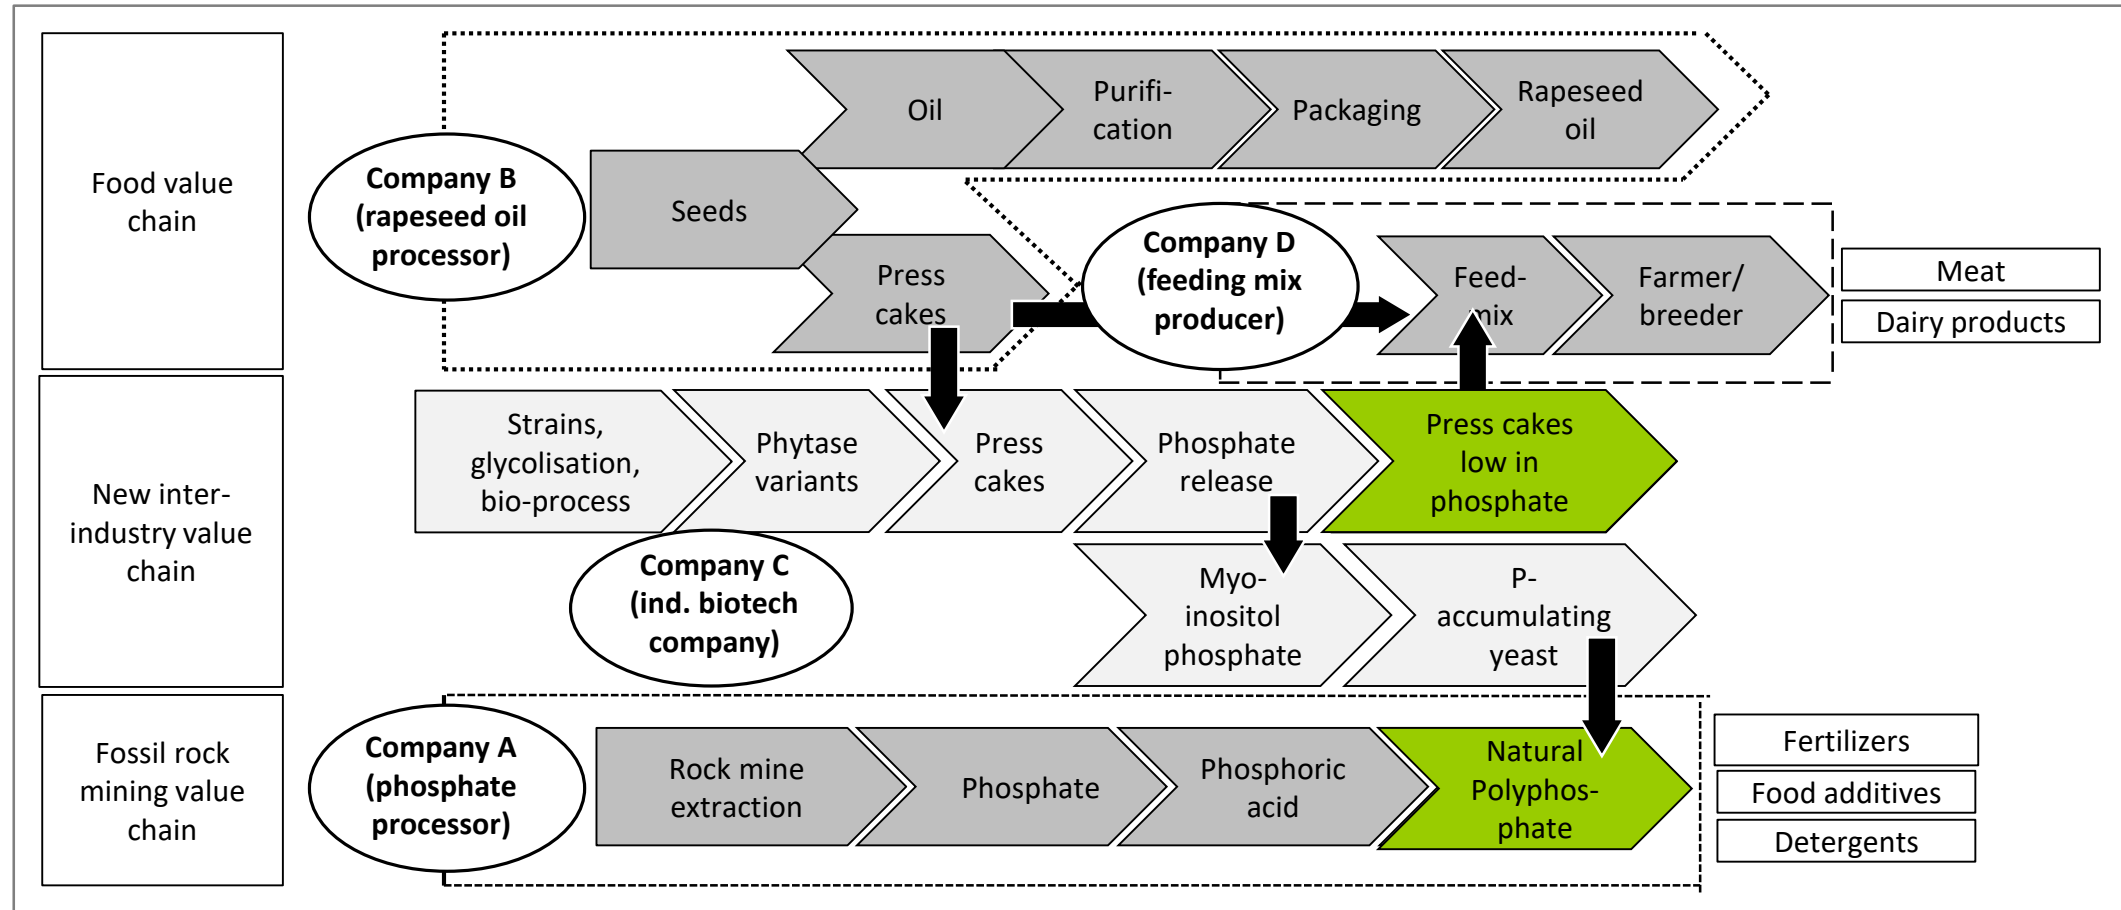 Food value
chain
Company B
(rapeseed oil
processor)
Seeds
Oil
Purifi-
cation
Packaging
Rapeseed
oil
Press
cakes
Company D
(feeding mix
producer)
Feed-
mix
Farmer/
breeder
Meat
Dairy products
New inter-
industry value
chain
Strains,
glycolisation,
bio-process
Phytase
variants
Press
cakes
Phosphate
release
Press cakes
low in
phosphate
Company C
(ind. biotech
company)
Myo-
inositol
phosphate
P-
accumulating
yeast
Fossil rock
mining value
chain
Company A
(phosphate
processor)
Rock mine
extraction
Phosphate
Phosphoric
acid
Natural
Polyphos-
phate
Fertilizers
Food additives
Detergents